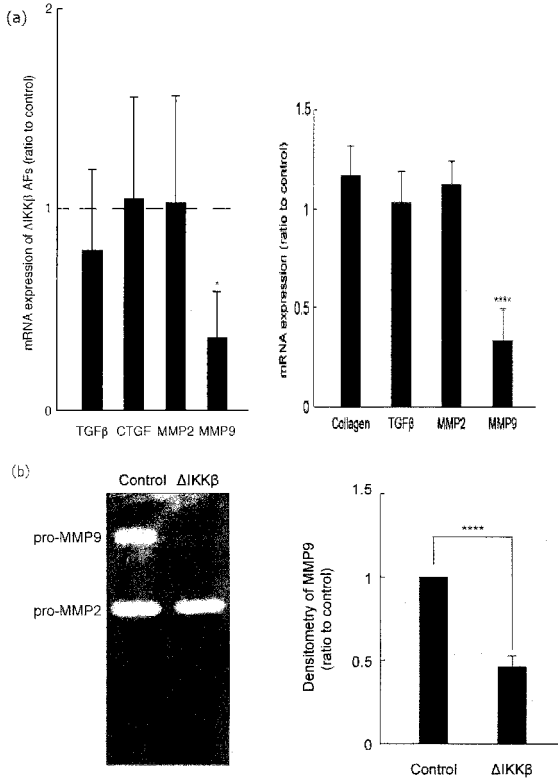 (a)
mRNA expression of ΔIKKβ AFs (ratio to control)
2
1
0
*
TGFβ CTGF MMP2 MMP9
mRNA expression (ratio to control)
1.5
1
0.5
0
****
Collagen TGFβ MMP2 MMP9
(b)
Control ΔIKKβ
pro-MMP9
pro-MMP2
Densitometry of MMP9
(ratio to control)
1.5
1
0.5
0
****
Control ΔIKKβ